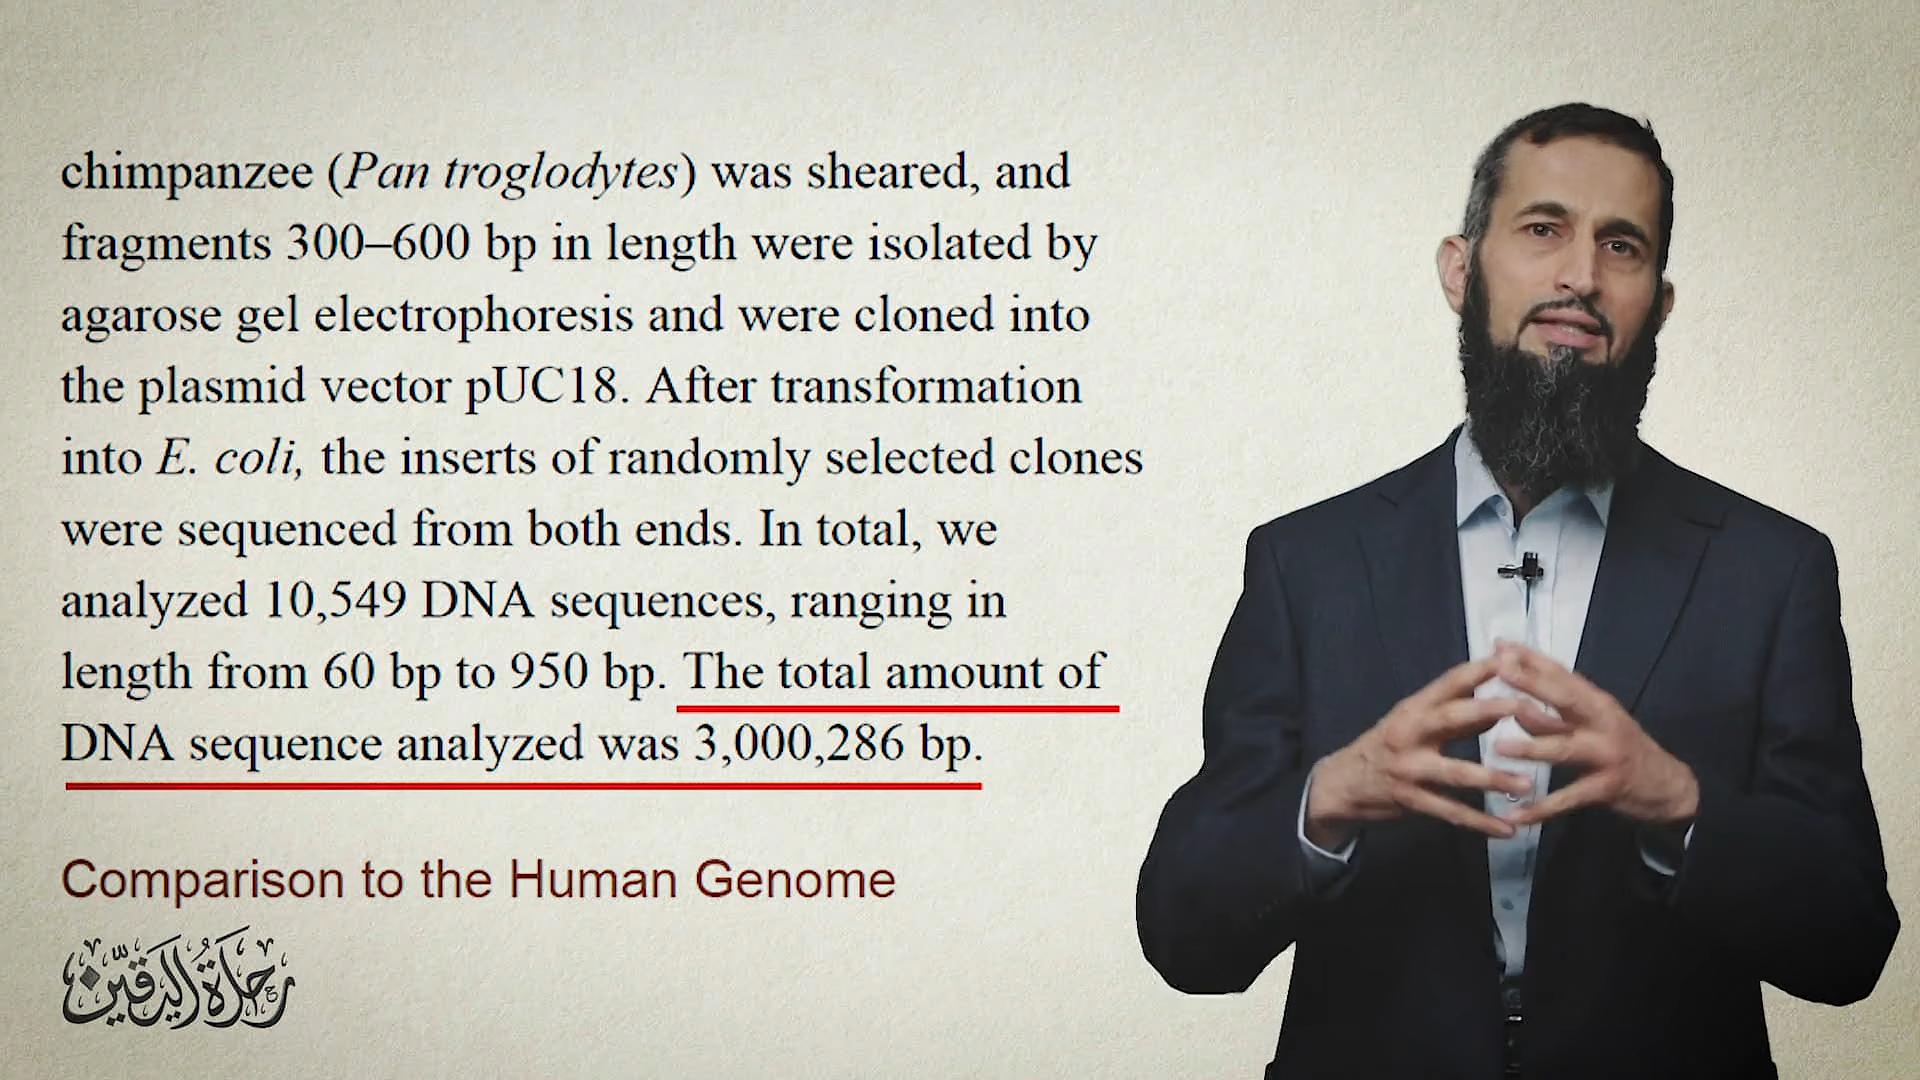 chimpanzee (Pan troglodytes) was sheared, and
fragments 300–600 bp in length were isolated by
agarose gel electrophoresis and were cloned into
the plasmid vector pUC18. After transformation
into E. coli, the inserts of randomly selected clones
were sequenced from both ends. In total, we
analyzed 10,549 DNA sequences, ranging in
length from 60 bp to 950 bp. The total amount of
DNA sequence analyzed was 3,000,286 bp.
Comparison to the Human Genome
رحلة اليقين